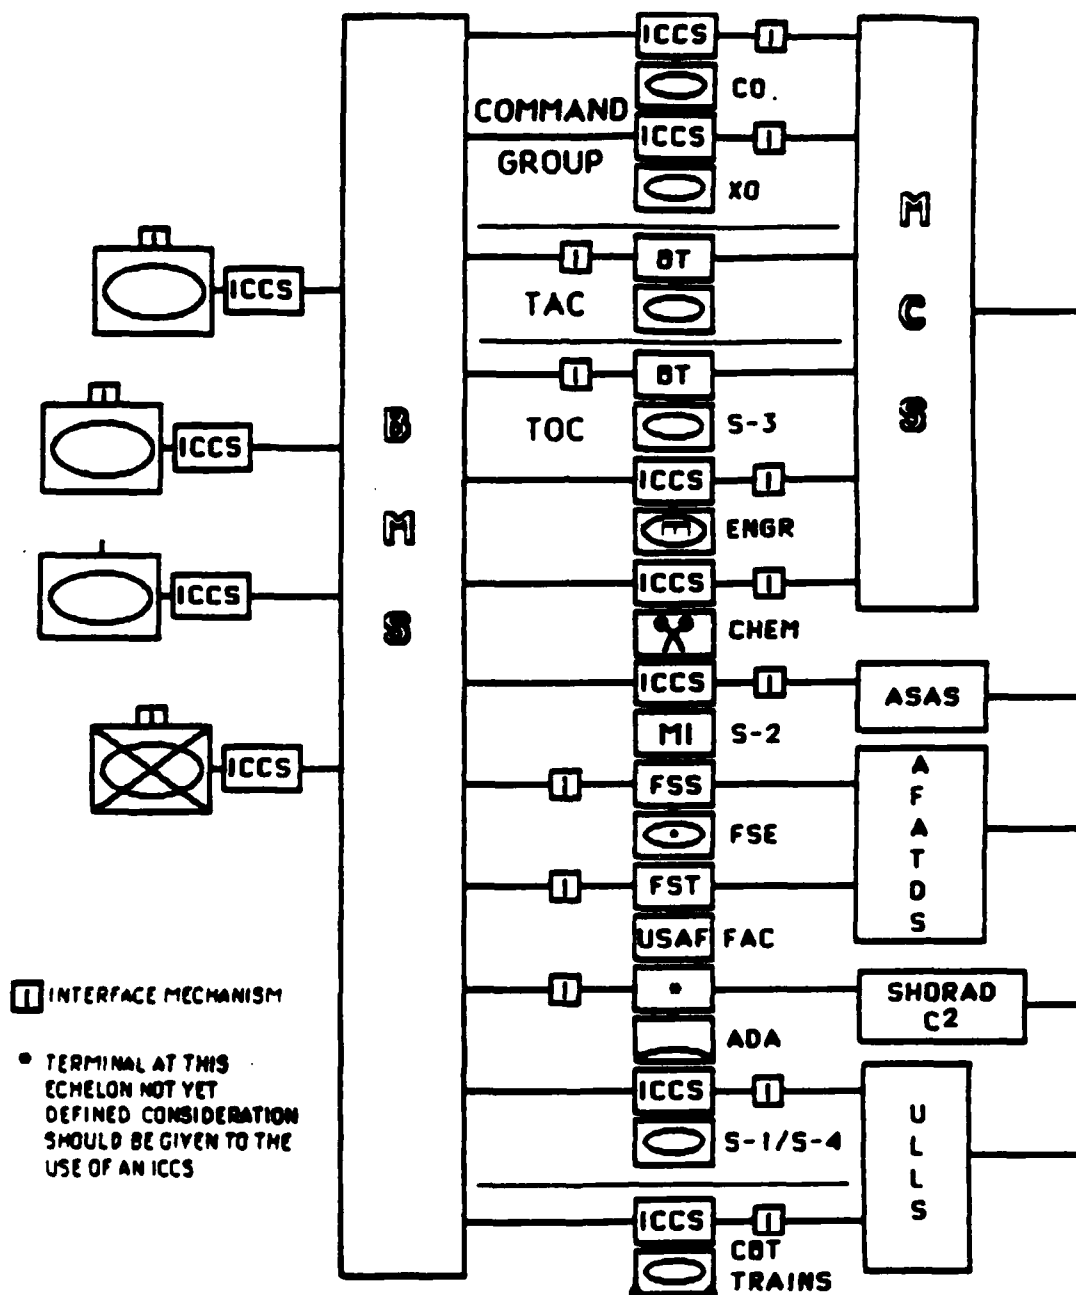 ICCS
I
CO.
COMMAND
GROUP
ICCS
I
XO
I
BT
TAC
I
BT
TOC
S-3
ICCS
I
E
ENGR
ICCS
I
CHEM
ICCS
I
ASAS
MI
S-2
I
FSS
FSE
I
FST
USAF
FAC
I
*
SHORAD
C2
ADA
ICCS
I
S-1/S-4
ICCS
I
CBT
TRAINS
I
ICCS
I
ICCS
ICCS
I
ICCS
B
M
S
M
C
S
A
F
A
T
D
S
U
L
L
S
I INTERFACE MECHANISM
* TERMINAL AT THIS
ECHELON NOT YET
DEFINED CONSIDERATION
SHOULD BE GIVEN TO THE
USE OF AN ICCS